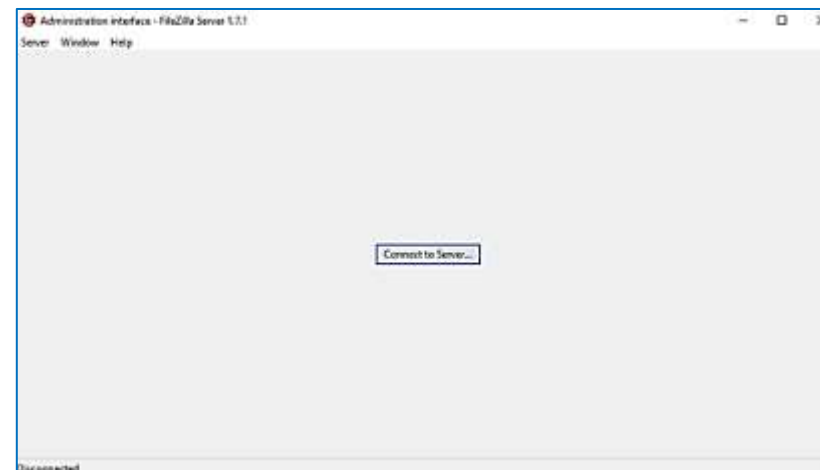 Administration interface - FileZilla Server 1.7.1
Server Window Help
Connect to Server...
Disconnected